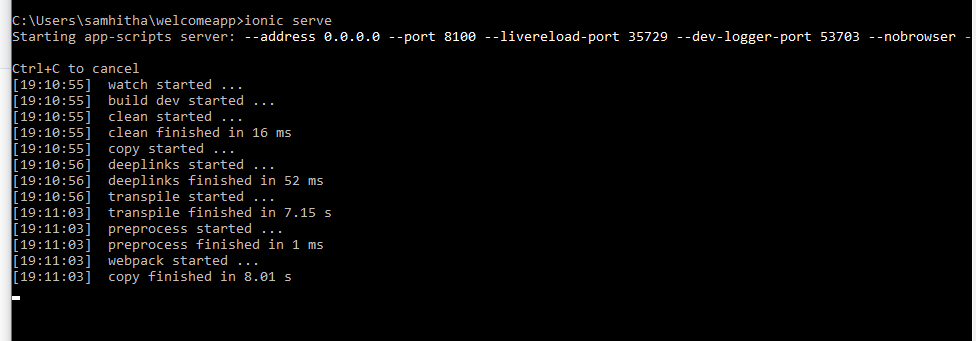 C:\Users\samhitha\welcomeapp>ionic serve
Starting app-scripts server: --address 0.0.0.0 --port 8100 --livereload-port 35729 --dev-logger-port 53703 --nobrowser -
Ctrl+C to cancel
[19:10:55]  watch started ...
[19:10:55]  build dev started ...
[19:10:55]  clean started ...
[19:10:55]  clean finished in 16 ms
[19:10:55]  copy started ...
[19:10:56]  deeplinks started ...
[19:10:56]  deeplinks finished in 52 ms
[19:10:56]  transpile started ...
[19:11:03]  transpile finished in 7.15 s
[19:11:03]  preprocess started ...
[19:11:03]  preprocess finished in 1 ms
[19:11:03]  webpack started ...
[19:11:03]  copy finished in 8.01 s